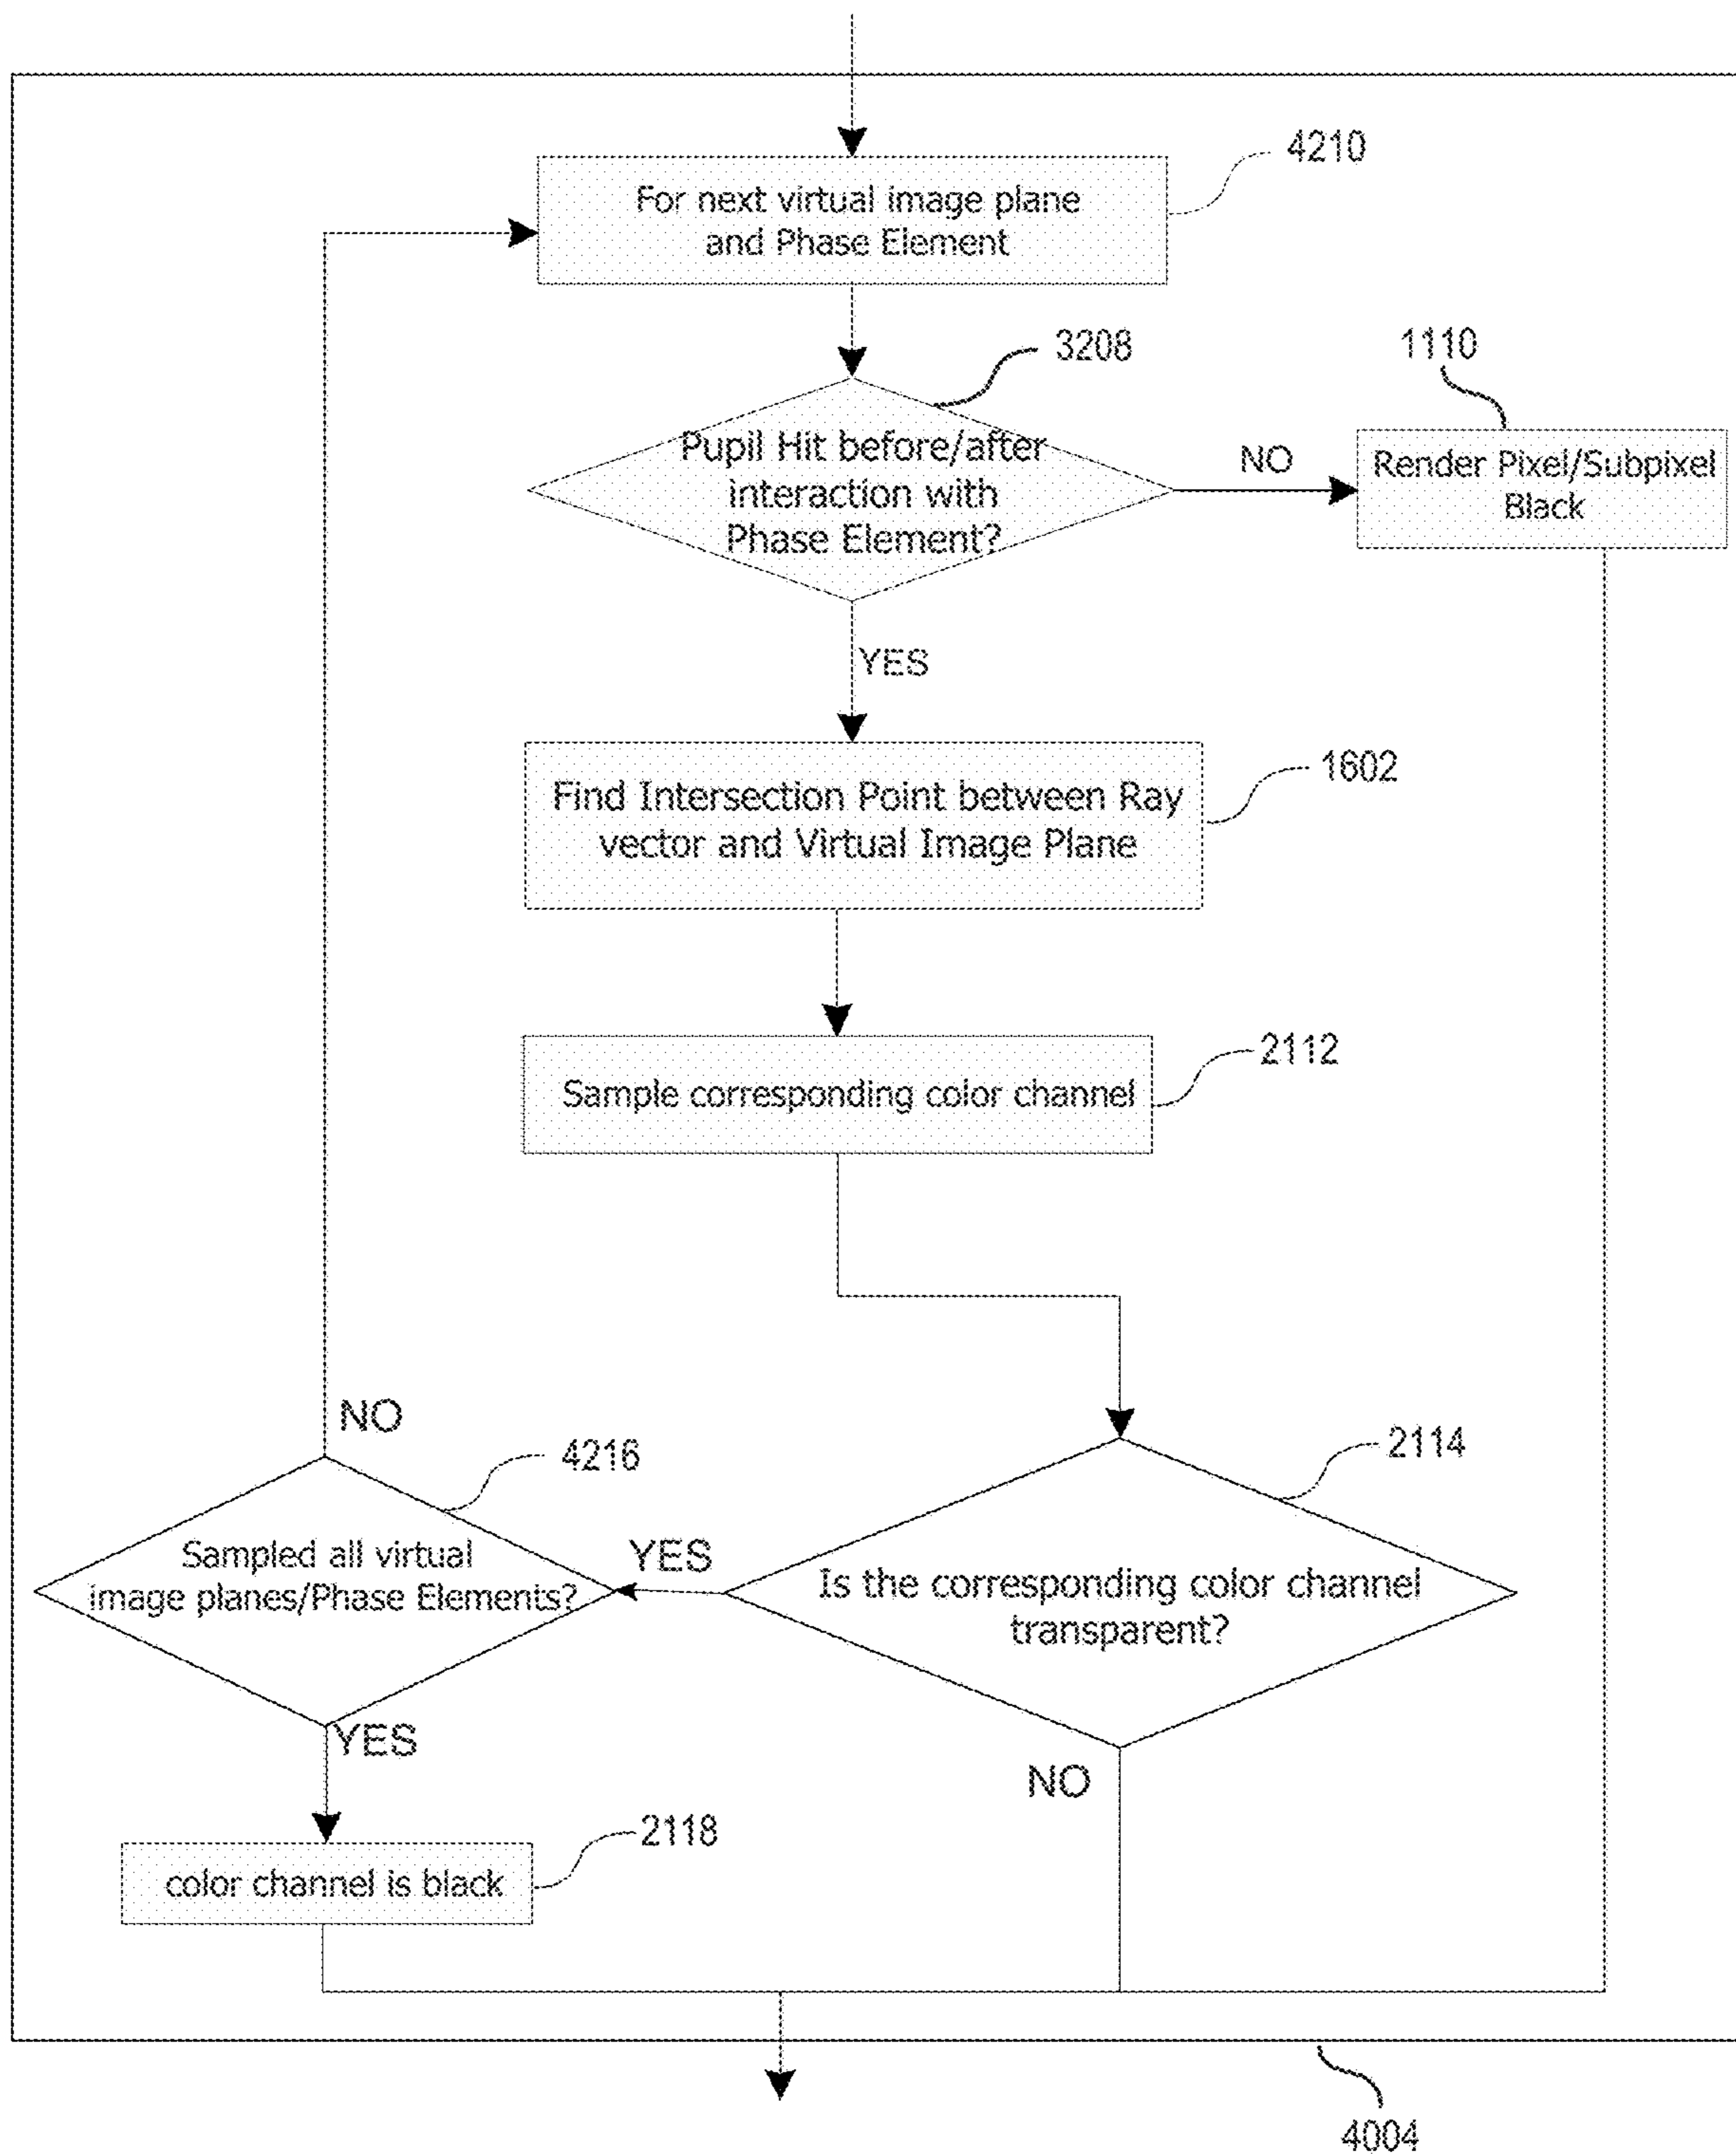 4210
For next virtual image plane
and Phase Element
3208
1110
Pupil Hit before/after
interaction with
Phase Element?
NO
Render Pixel/Subpixel
Black
YES
1602
Find Intersection Point between Ray
vector and Virtual Image Plane
2112
Sample corresponding color channel
NO
4216
2114
Sampled all virtual
image planes/Phase Elements?
YES
Is the corresponding color channel
transparent?
YES
NO
2118
color channel is black
4004